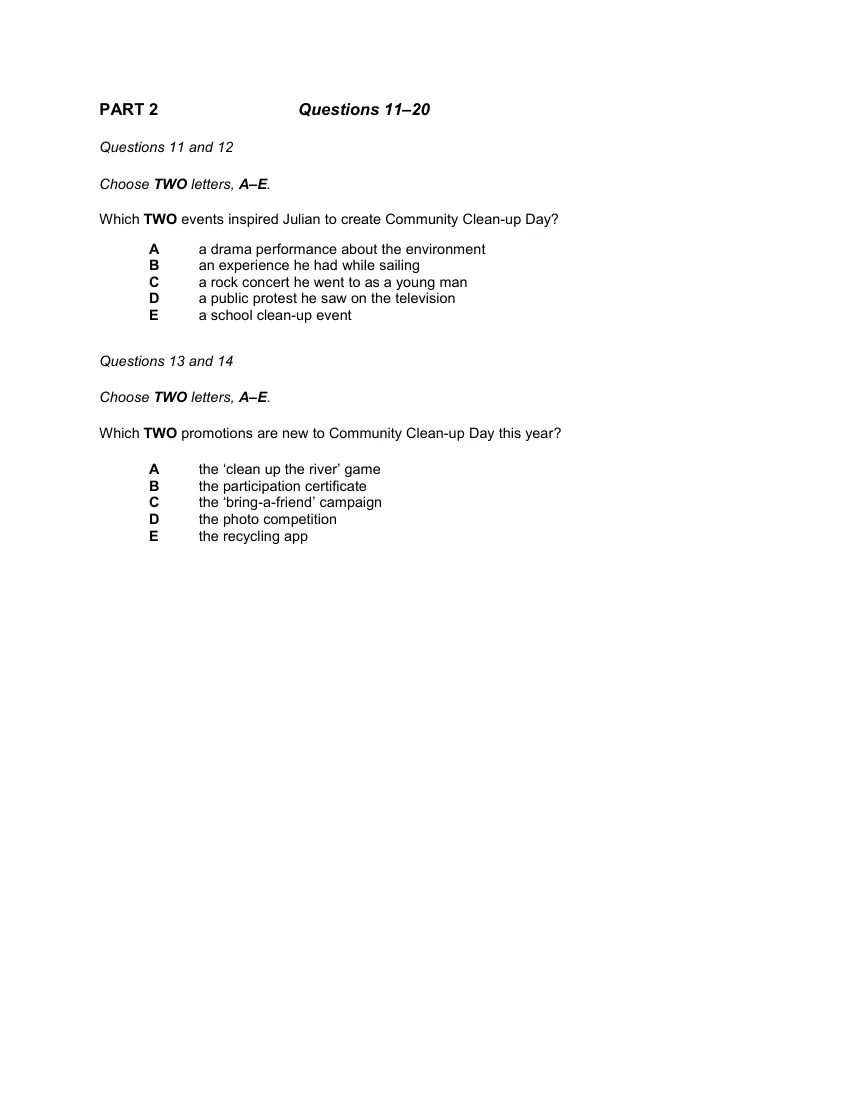 PART 2 Questions 11–20
Questions 11 and 12
Choose TWO letters, A–E.
Which TWO events inspired Julian to create Community Clean-up Day?
A a drama performance about the environment
B an experience he had while sailing
C a rock concert he went to as a young man
D a public protest he saw on the television
E a school clean-up event
Questions 13 and 14
Choose TWO letters, A–E.
Which TWO promotions are new to Community Clean-up Day this year?
A the ‘clean up the river’ game
B the participation certificate
C the ‘bring-a-friend’ campaign
D the photo competition
E the recycling app